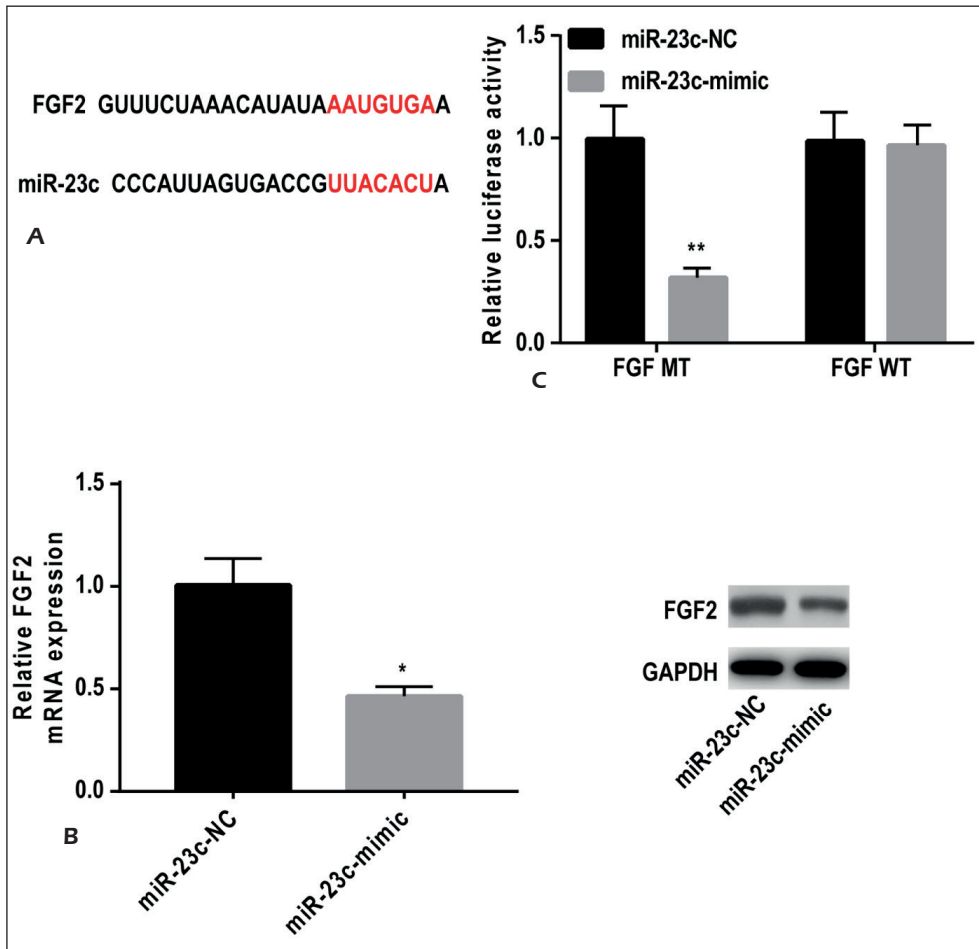 FGF2 GUUUCUAAACAUAUAAAUGUGAA
miR-23c CCCAUUAGUGACCGUUACACUA
A
Relative luciferase activity
1.5
1.0
0.5
0.0
miR-23c-NC
miR-23c-mimic
**
FGF MT
FGF WT
C
Relative FGF2
mRNA expression
1.5
1.0
0.5
0.0
*
miR-23c-NC
miR-23c-mimic
B
FGF2
GAPDH
miR-23c-NC
miR-23c-mimic